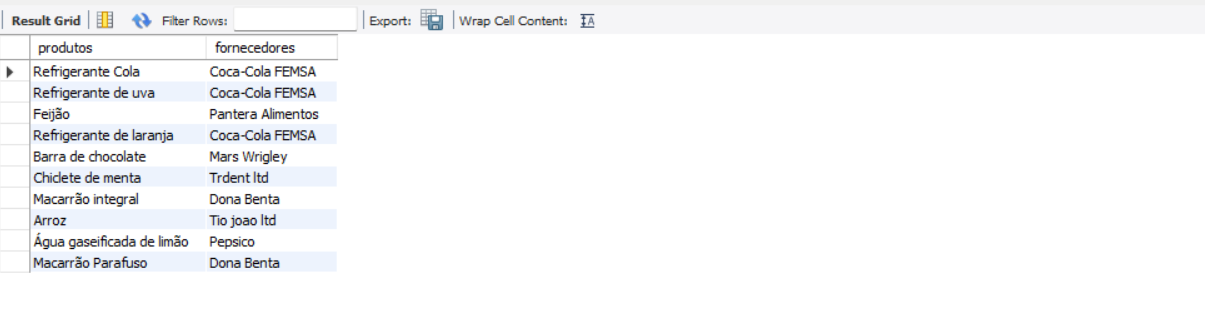 Result Grid Filter Rows: Export: Wrap Cell Content: IA
produtos fornecedores
Refrigerante Cola Coca-Cola FEMSA
Refrigerante de uva Coca-Cola FEMSA
Feijão Pantera Alimentos
Refrigerante de laranja Coca-Cola FEMSA
Barra de chocolate Mars Wrigley
Chiclete de menta Trdent ltd
Macarrão integral Dona Benta
Arroz Tio joao ltd
Água gaseificada de limão Pepsico
Macarrão Parafuso Dona Benta